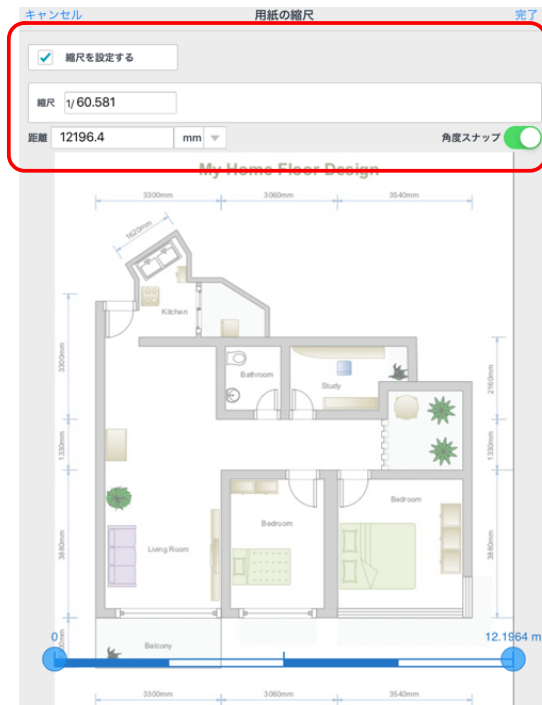 キャンセル 用紙の縮尺 完了
縮尺を設定する
縮尺 1/ 60.581
距離 12196.4 mm 角度スナップ
My Home Floor Design
3300mm 3060mm 3540mm
1620mm
Kitchen
3300mm
Bathroom
Study
2160mm
1330mm
1330mm
Bedroom
Bedroom
3880mm
Living Room
3880mm
Balcony
0 12.1964 m
3300mm 3060mm 3540mm